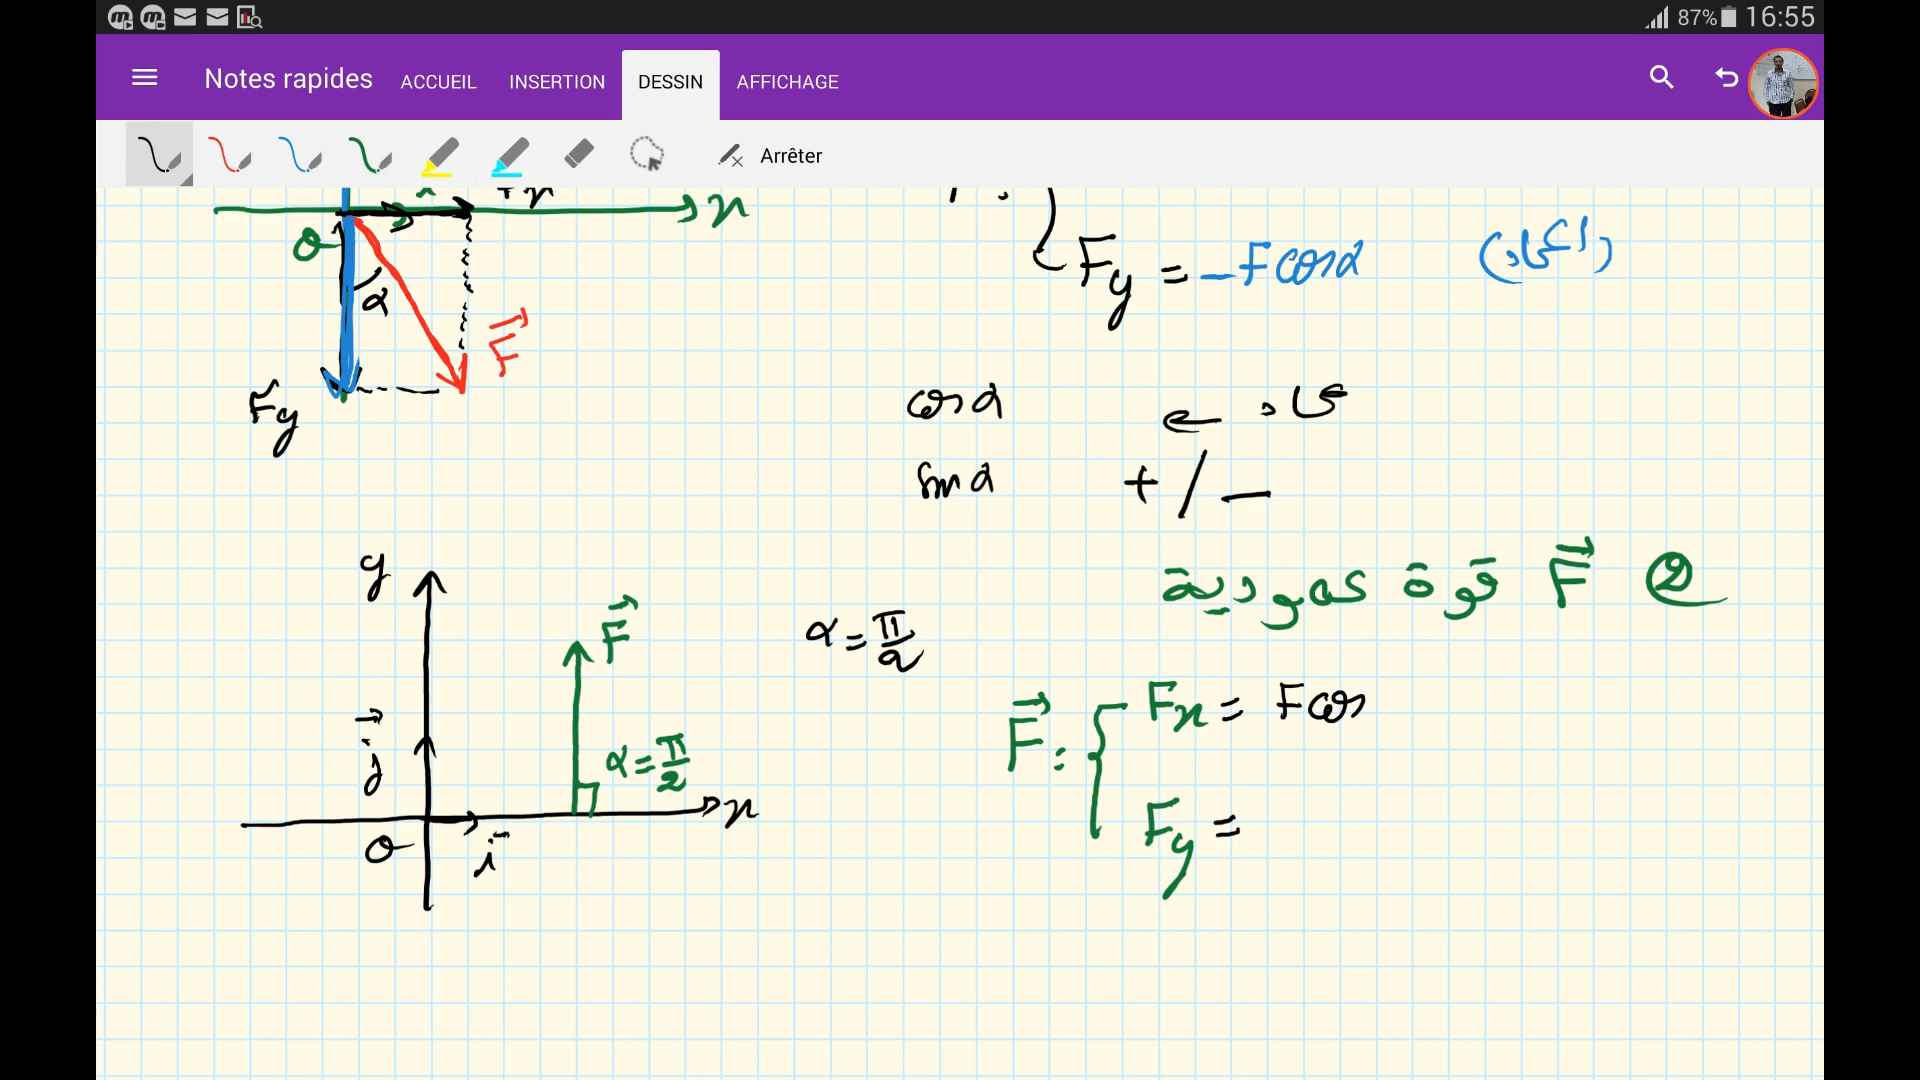 87% 16:55
Notes rapides ACCUEIL INSERTION DESSIN AFFICHAGE
Arrêter
x
O
α
F
Fy
Fy = -F cosα
cosα
sinα + / -
② F قوة عمودية
y
F
α = π/2
j
α = π/2
x
O
i
F : Fx = F cos
Fy =